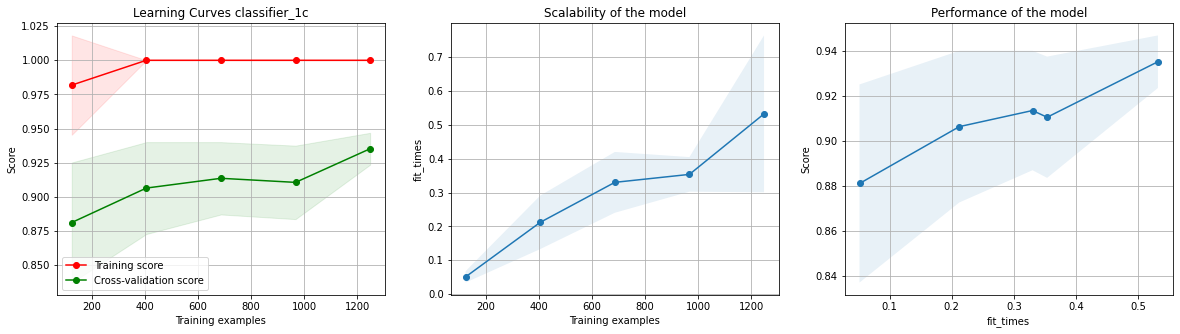 Learning Curves classifier_1c
1.025
1.000
0.975
0.950
0.925
0.900
0.875
0.850
Score
Training score
Cross-validation score
200 400 600 800 1000 1200
Training examples
Scalability of the model
0.7
0.6
0.5
0.4
0.3
0.2
0.1
0.0
fit_times
200 400 600 800 1000 1200
Training examples
Performance of the model
0.94
0.92
0.90
0.88
0.86
0.84
Score
0.1 0.2 0.3 0.4 0.5
fit_times